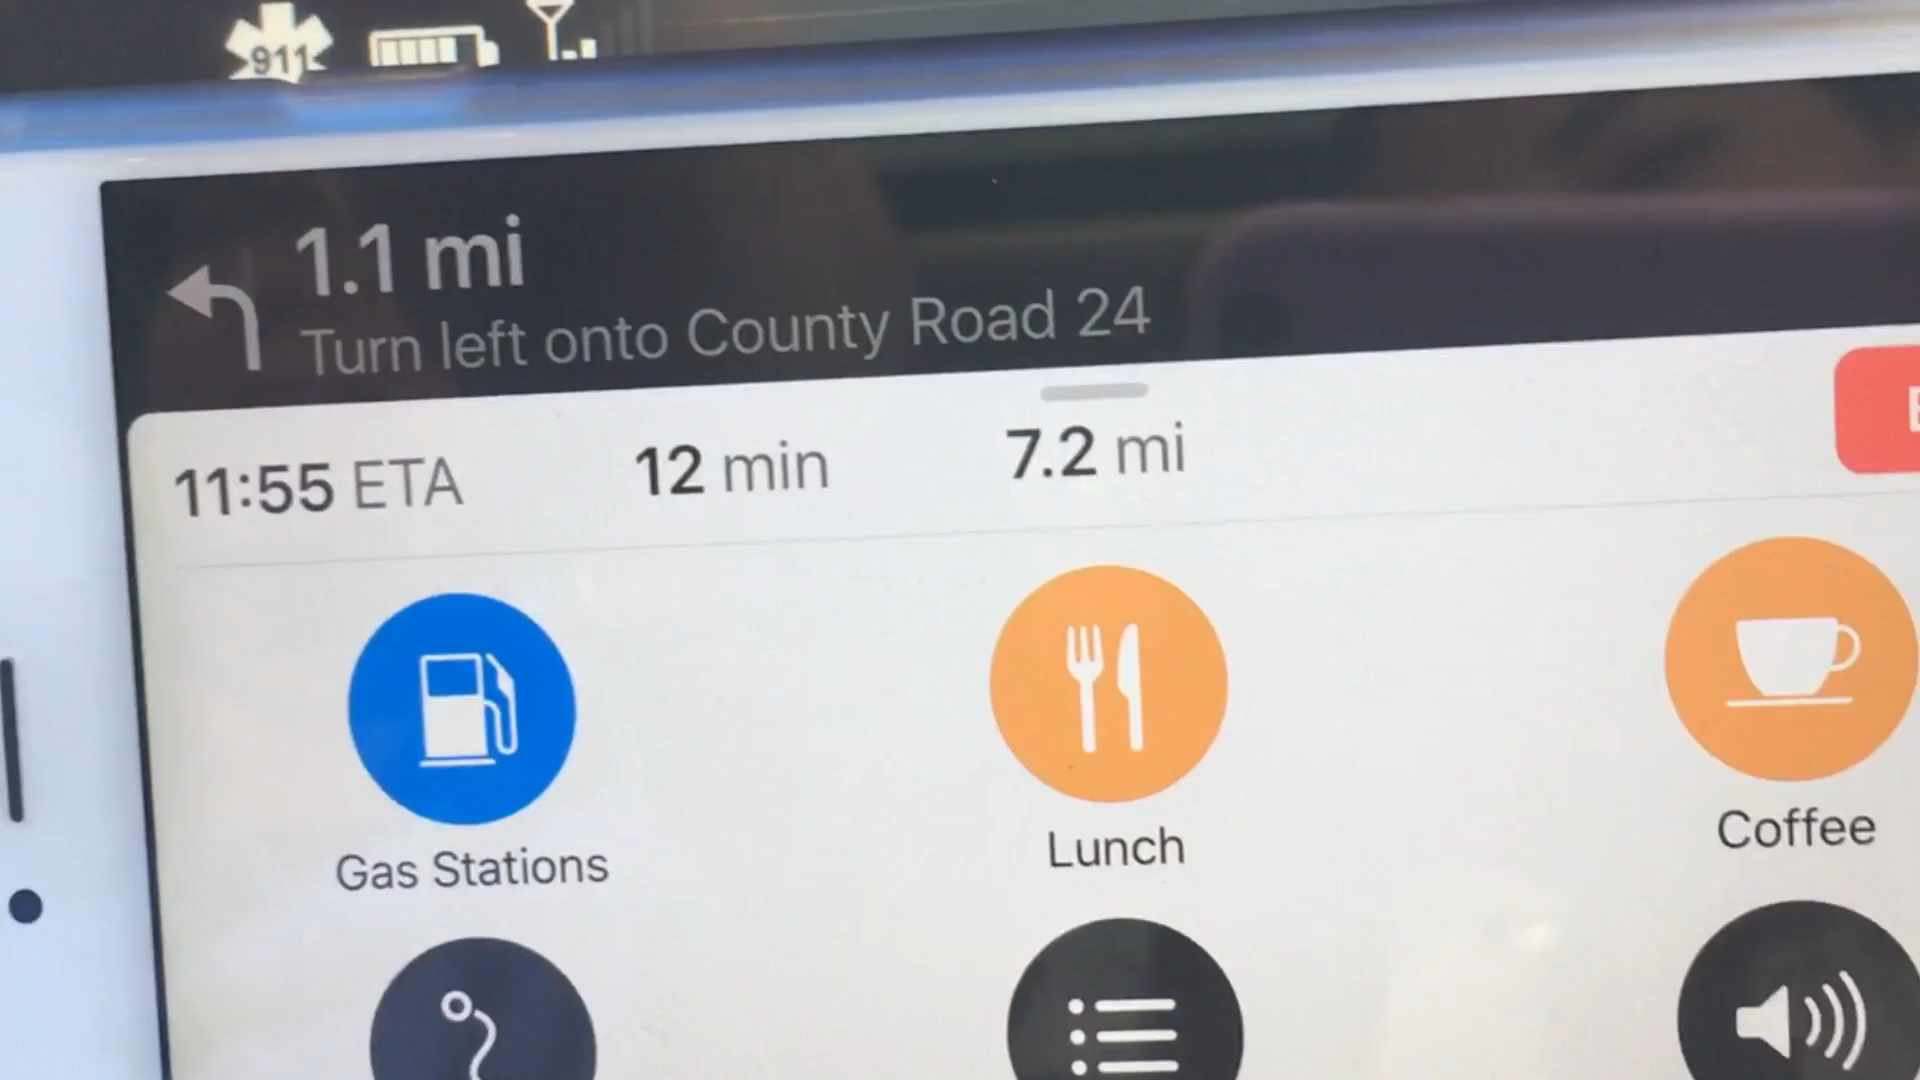 911
1.1 mi
Turn left onto County Road 24
11:55 ETA 12 min 7.2 mi
Gas Stations
Lunch
Coffee